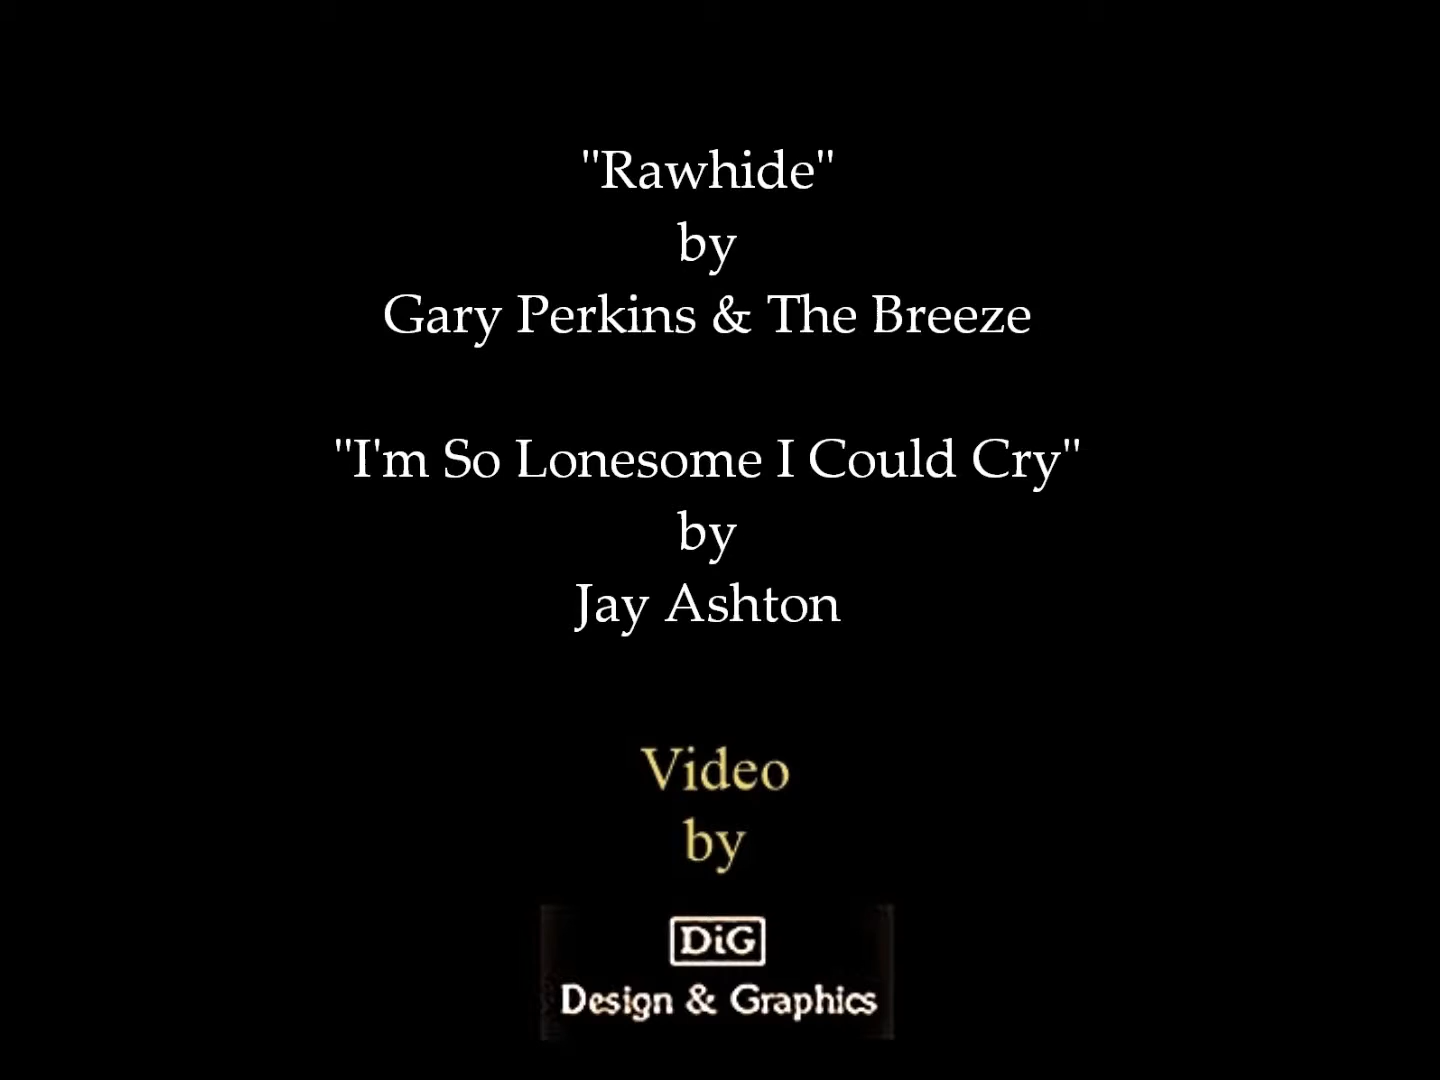 "Rawhide"
by
Gary Perkins & The Breeze
"I'm So Lonesome I Could Cry"
by
Jay Ashton
Video
by
DiG
Design & Graphics